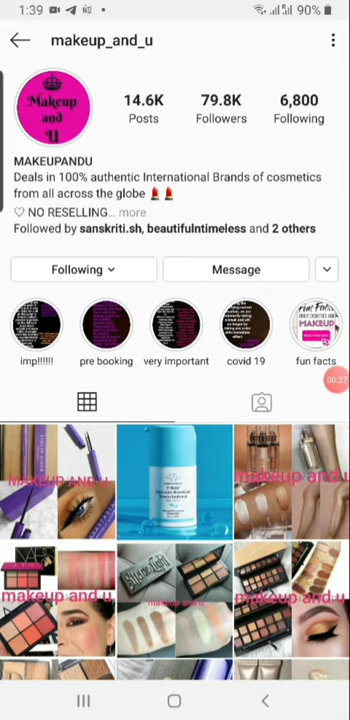 1:39
90%
makeup_and_u
Makeup
and
U
14.6K
79.8K
6,800
Posts
Followers
Following
MAKEUPANDU
Deals in 100% authentic International Brands of cosmetics
from all across the globe 💄💄
♡ NO RESELLING... more
Followed by sanskriti.sh, beautifulntimeless and 2 others
Following
Message
imp!!!!!!
pre booking
very important
covid 19
fun facts
00:27
MAKEUP AND U
makeup and u
makeup and u
makeup and u
makeup and u
NARS